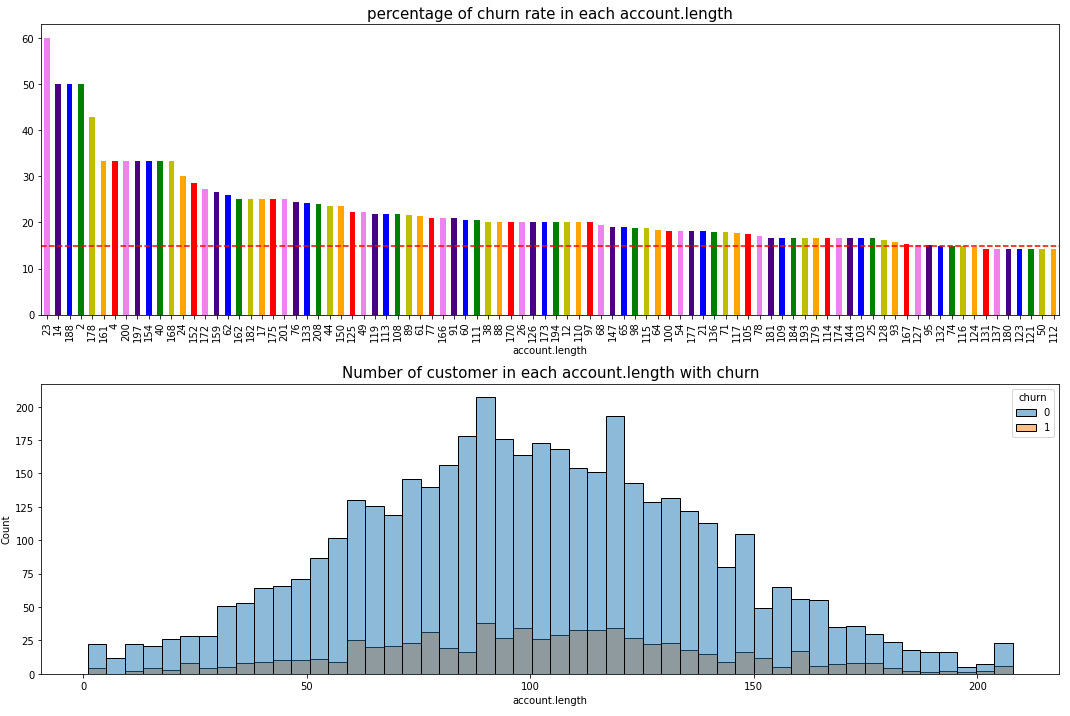 percentage of churn rate in each account.length
60
50
40
30
20
10
0
23 14 188 2 178 161 4 200 197 154 40 168 24 152 172 159 62 162 182 17 175 201 76 133 208 44 150 125 49 119 113 108 89 61 77 166 91 60 111 38 88 170 26 126 173 194 12 110 97 68 147 65 98 115 64 100 54 177 21 136 71 117 105 78 181 109 184 193 179 114 174 144 103 25 128 93 167 127 95 132 74 116 124 131 137 180 123 121 50 112
account.length
Number of customer in each account.length with churn
churn
0
1
200
175
150
125
100
75
50
25
0
Count
0 50 100 150 200
account.length